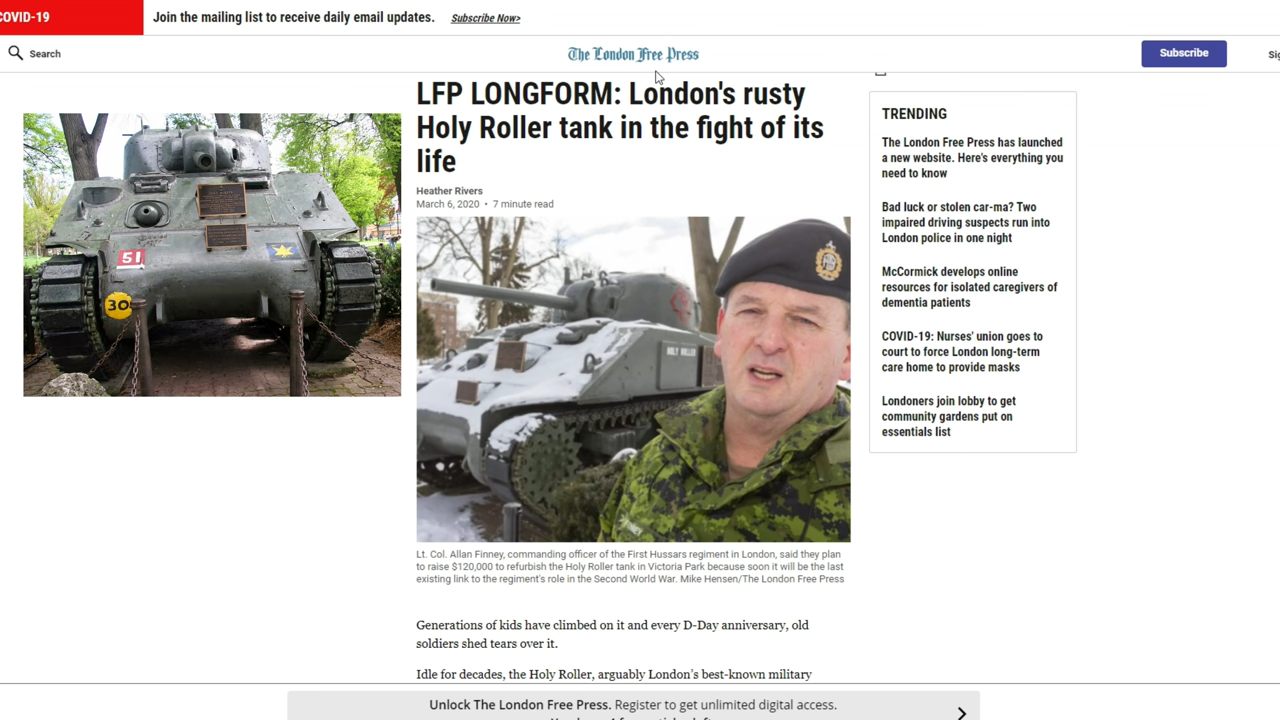 COVID-19
Join the mailing list to receive daily email updates. Subscribe Now>
Search
The London Free Press
Subscribe
LFP LONGFORM: London's rusty
Holy Roller tank in the fight of its
life
Heather Rivers
March 6, 2020 • 7 minute read
51
30
HOLY ROLLER
Lt. Col. Allan Finney, commanding officer of the First Hussars regiment in London, said they plan
to raise $120,000 to refurbish the Holy Roller tank in Victoria Park because soon it will be the last
existing link to the regiment's role in the Second World War. Mike Hensen/The London Free Press
Generations of kids have climbed on it and every D-Day anniversary, old
soldiers shed tears over it.
Idle for decades, the Holy Roller, arguably London's best-known military
TRENDING
The London Free Press has launched
a new website. Here's everything you
need to know
Bad luck or stolen car-ma? Two
impaired driving suspects run into
London police in one night
McCormick develops online
resources for isolated caregivers of
dementia patients
COVID-19: Nurses' union goes to
court to force London long-term
care home to provide masks
Londoners join lobby to get
community gardens put on
essentials list
Unlock The London Free Press. Register to get unlimited digital access.